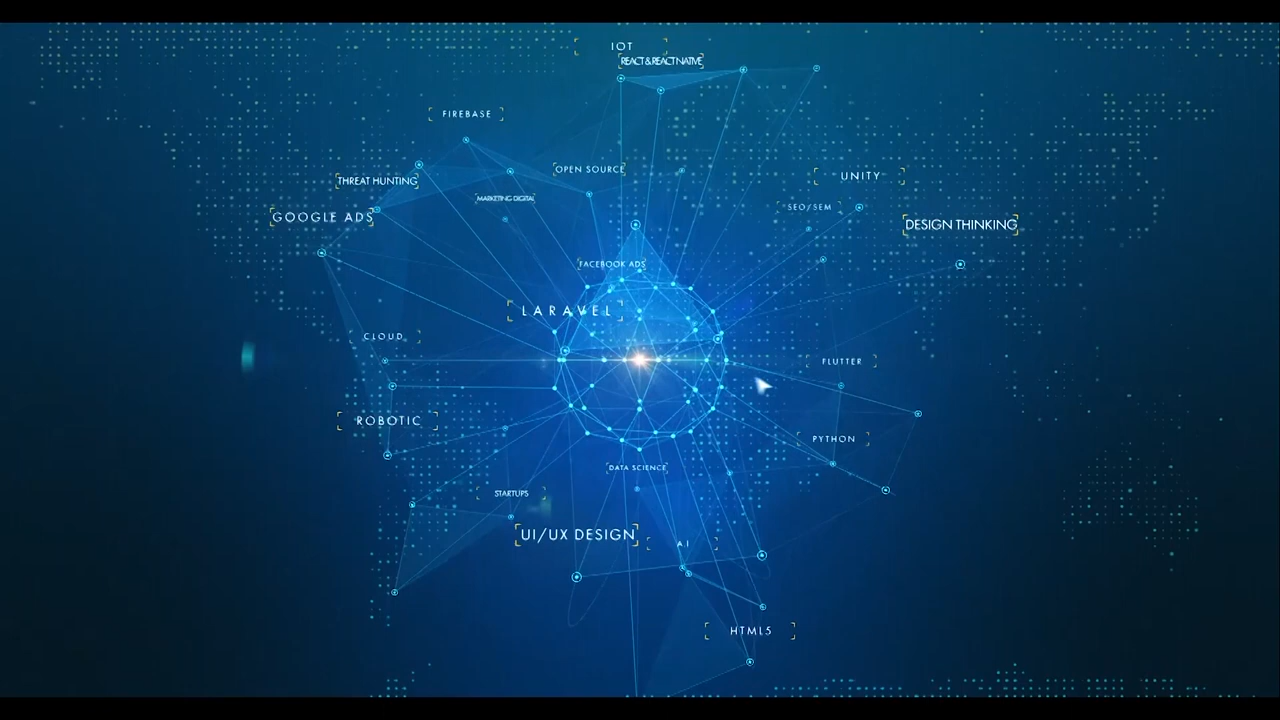 IOT
REACT & REACT NATIVE
FIREBASE
OPEN SOURCE
UNITY
THREAT HUNTING
MARKETING DIGITAL
SEO/SEM
GOOGLE ADS
DESIGN THINKING
FACEBOOK ADS
LARAVEL
CLOUD
FLUTTER
ROBOTIC
PYTHON
DATA SCIENCE
STARTUPS
UI/UX DESIGN
A.I
HTML5